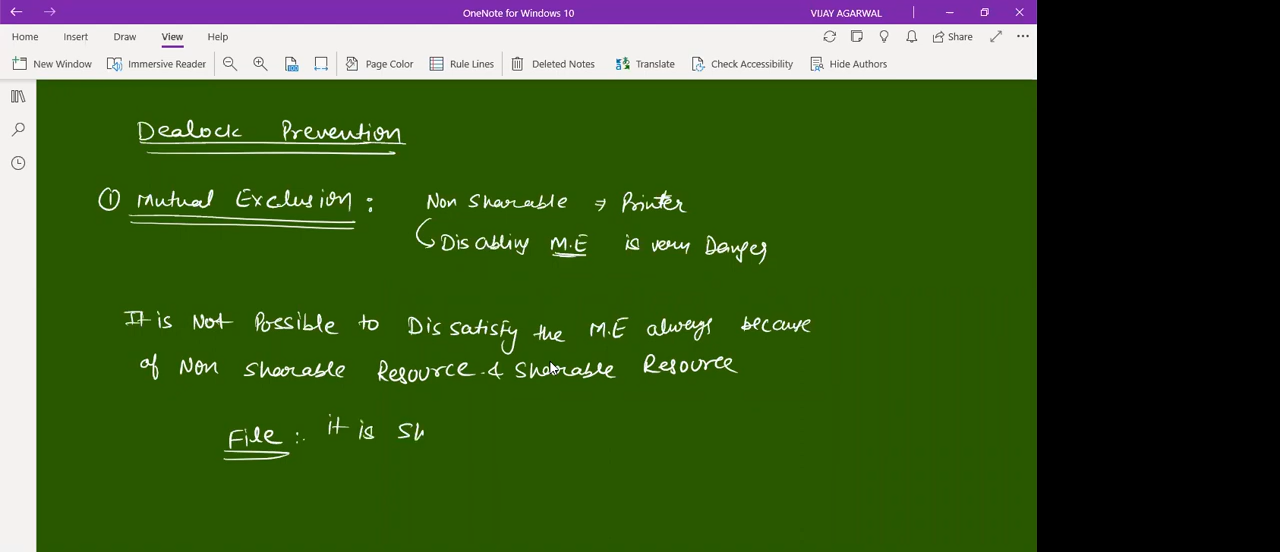 OneNote for Windows 10
VIJAY AGARWAL
Home Insert Draw View Help
Share
New Window Immersive Reader Page Color Rule Lines Deleted Notes Translate Check Accessibility Hide Authors
Dealock Prevention
① Mutual Exclusion : Non Sharable → Printer
Disabling M.E is very Danger
It is Not Possible to Dissatisfy the M.E always because
of Non Sharable Resource & Sharable Resource
File : it is Sh